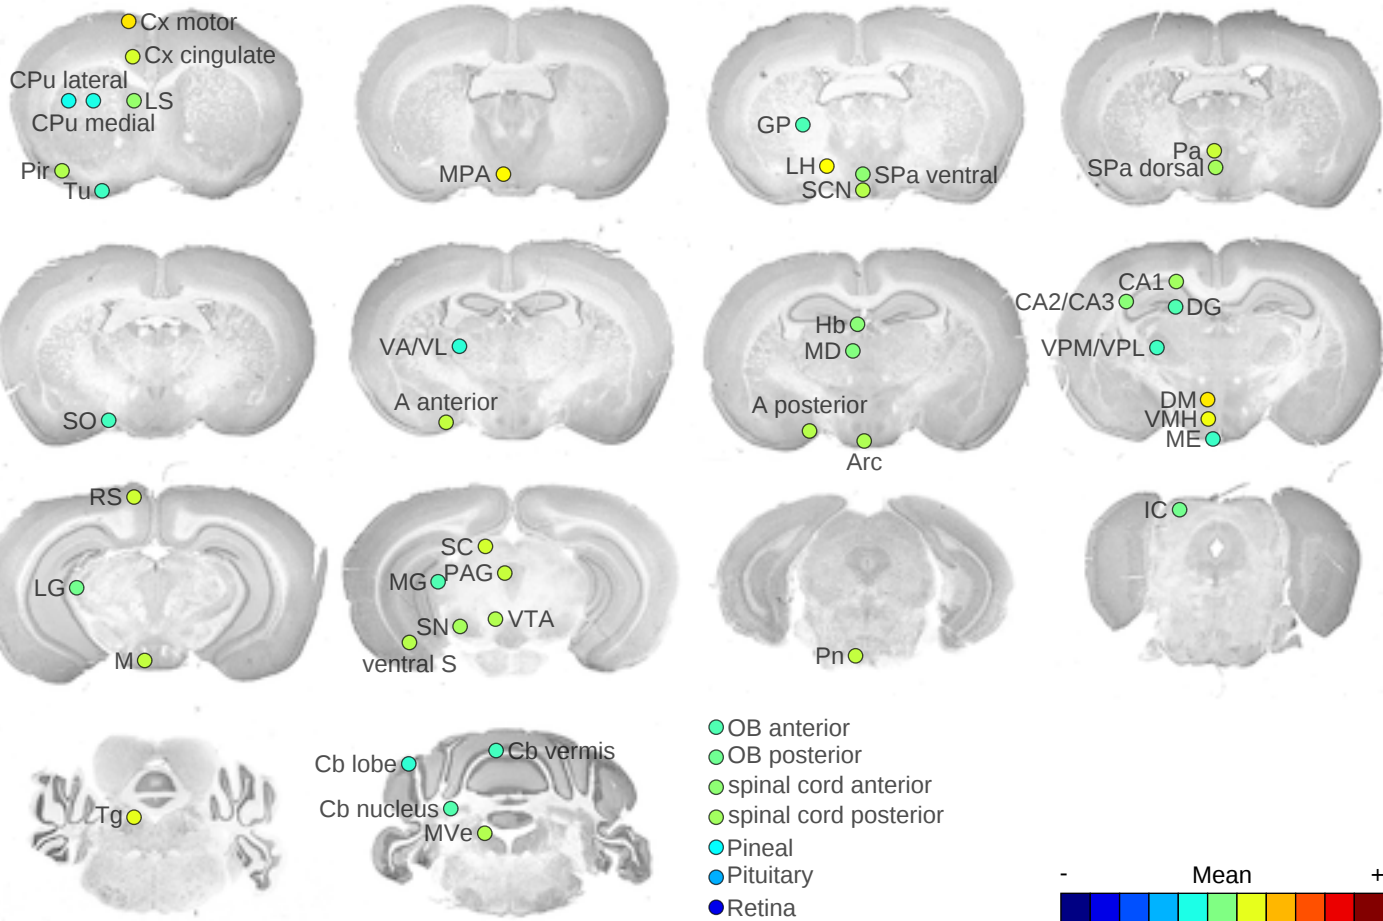 Cx motor
Cx cingulate
CPu lateral
LS
CPu medial
Pir
Tu
MPA
GP
LH
SPa ventral
SCN
Pa
SPa dorsal
SO
VA/VL
A anterior
Hb
MD
A posterior
Arc
CA1
CA2/CA3
DG
VPM/VPL
DM
VMH
ME
RS
LG
M
SC
MG
PAG
SN
VTA
ventral S
Pn
IC
Tg
Cb lobe
Cb vermis
Cb nucleus
MVe
OB anterior
OB posterior
spinal cord anterior
spinal cord posterior
Pineal
Pituitary
Retina
- Mean +